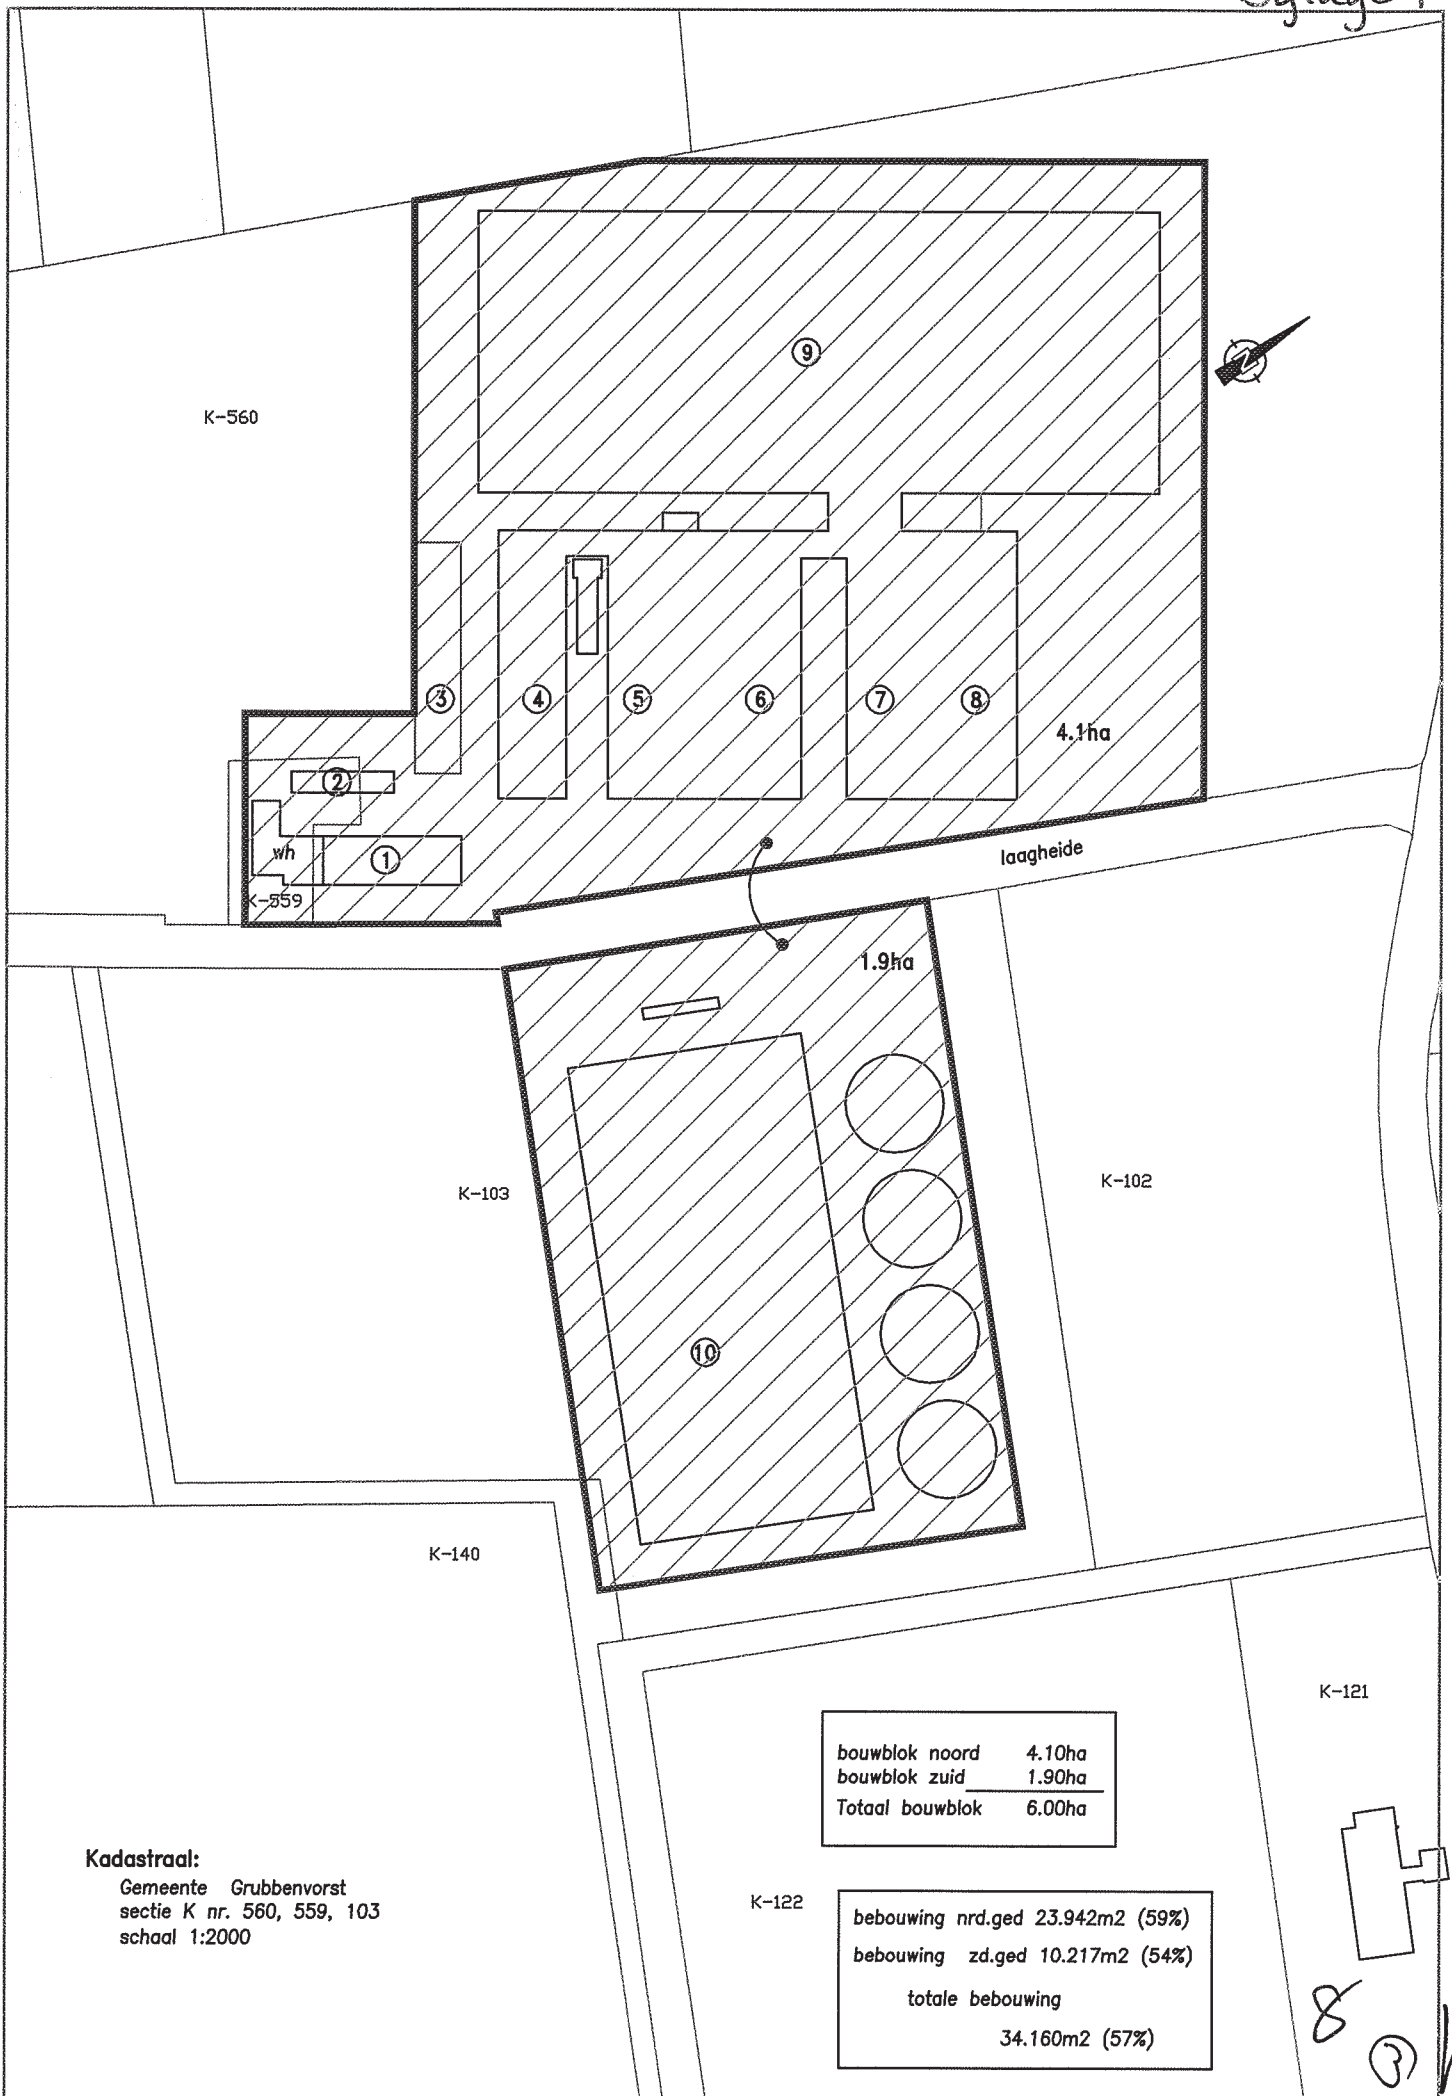 9
K-560
N
3
4
5
6
7
8
4.1ha
2
wh
1
laagheide
K-559
1.9ha
K-103
K-102
10
K-140
K-121
bouwblok noord 4.10ha
bouwblok zuid 1.90ha
Totaal bouwblok 6.00ha
Kadastraal:
Gemeente Grubbenvorst
sectie K nr. 560, 559, 103
schaal 1:2000
K-122
bebouwing nrd.ged 23.942m2 (59%)
bebouwing zd.ged 10.217m2 (54%)
totale bebouwing
34.160m2 (57%)
8
3